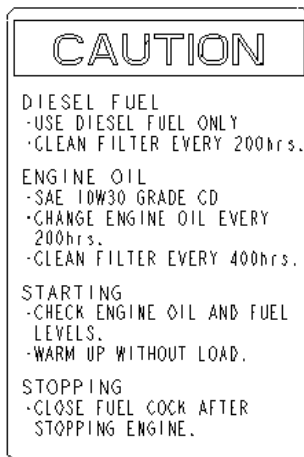 CAUTION
DIESEL FUEL
·USE DIESEL FUEL ONLY
·CLEAN FILTER EVERY 200hrs.
ENGINE OIL
·SAE 10W30 GRADE CD
·CHANGE ENGINE OIL EVERY
200hrs.
·CLEAN FILTER EVERY 400hrs.
STARTING
·CHECK ENGINE OIL AND FUEL
LEVELS.
·WARM UP WITHOUT LOAD.
STOPPING
·CLOSE FUEL COCK AFTER
STOPPING ENGINE.